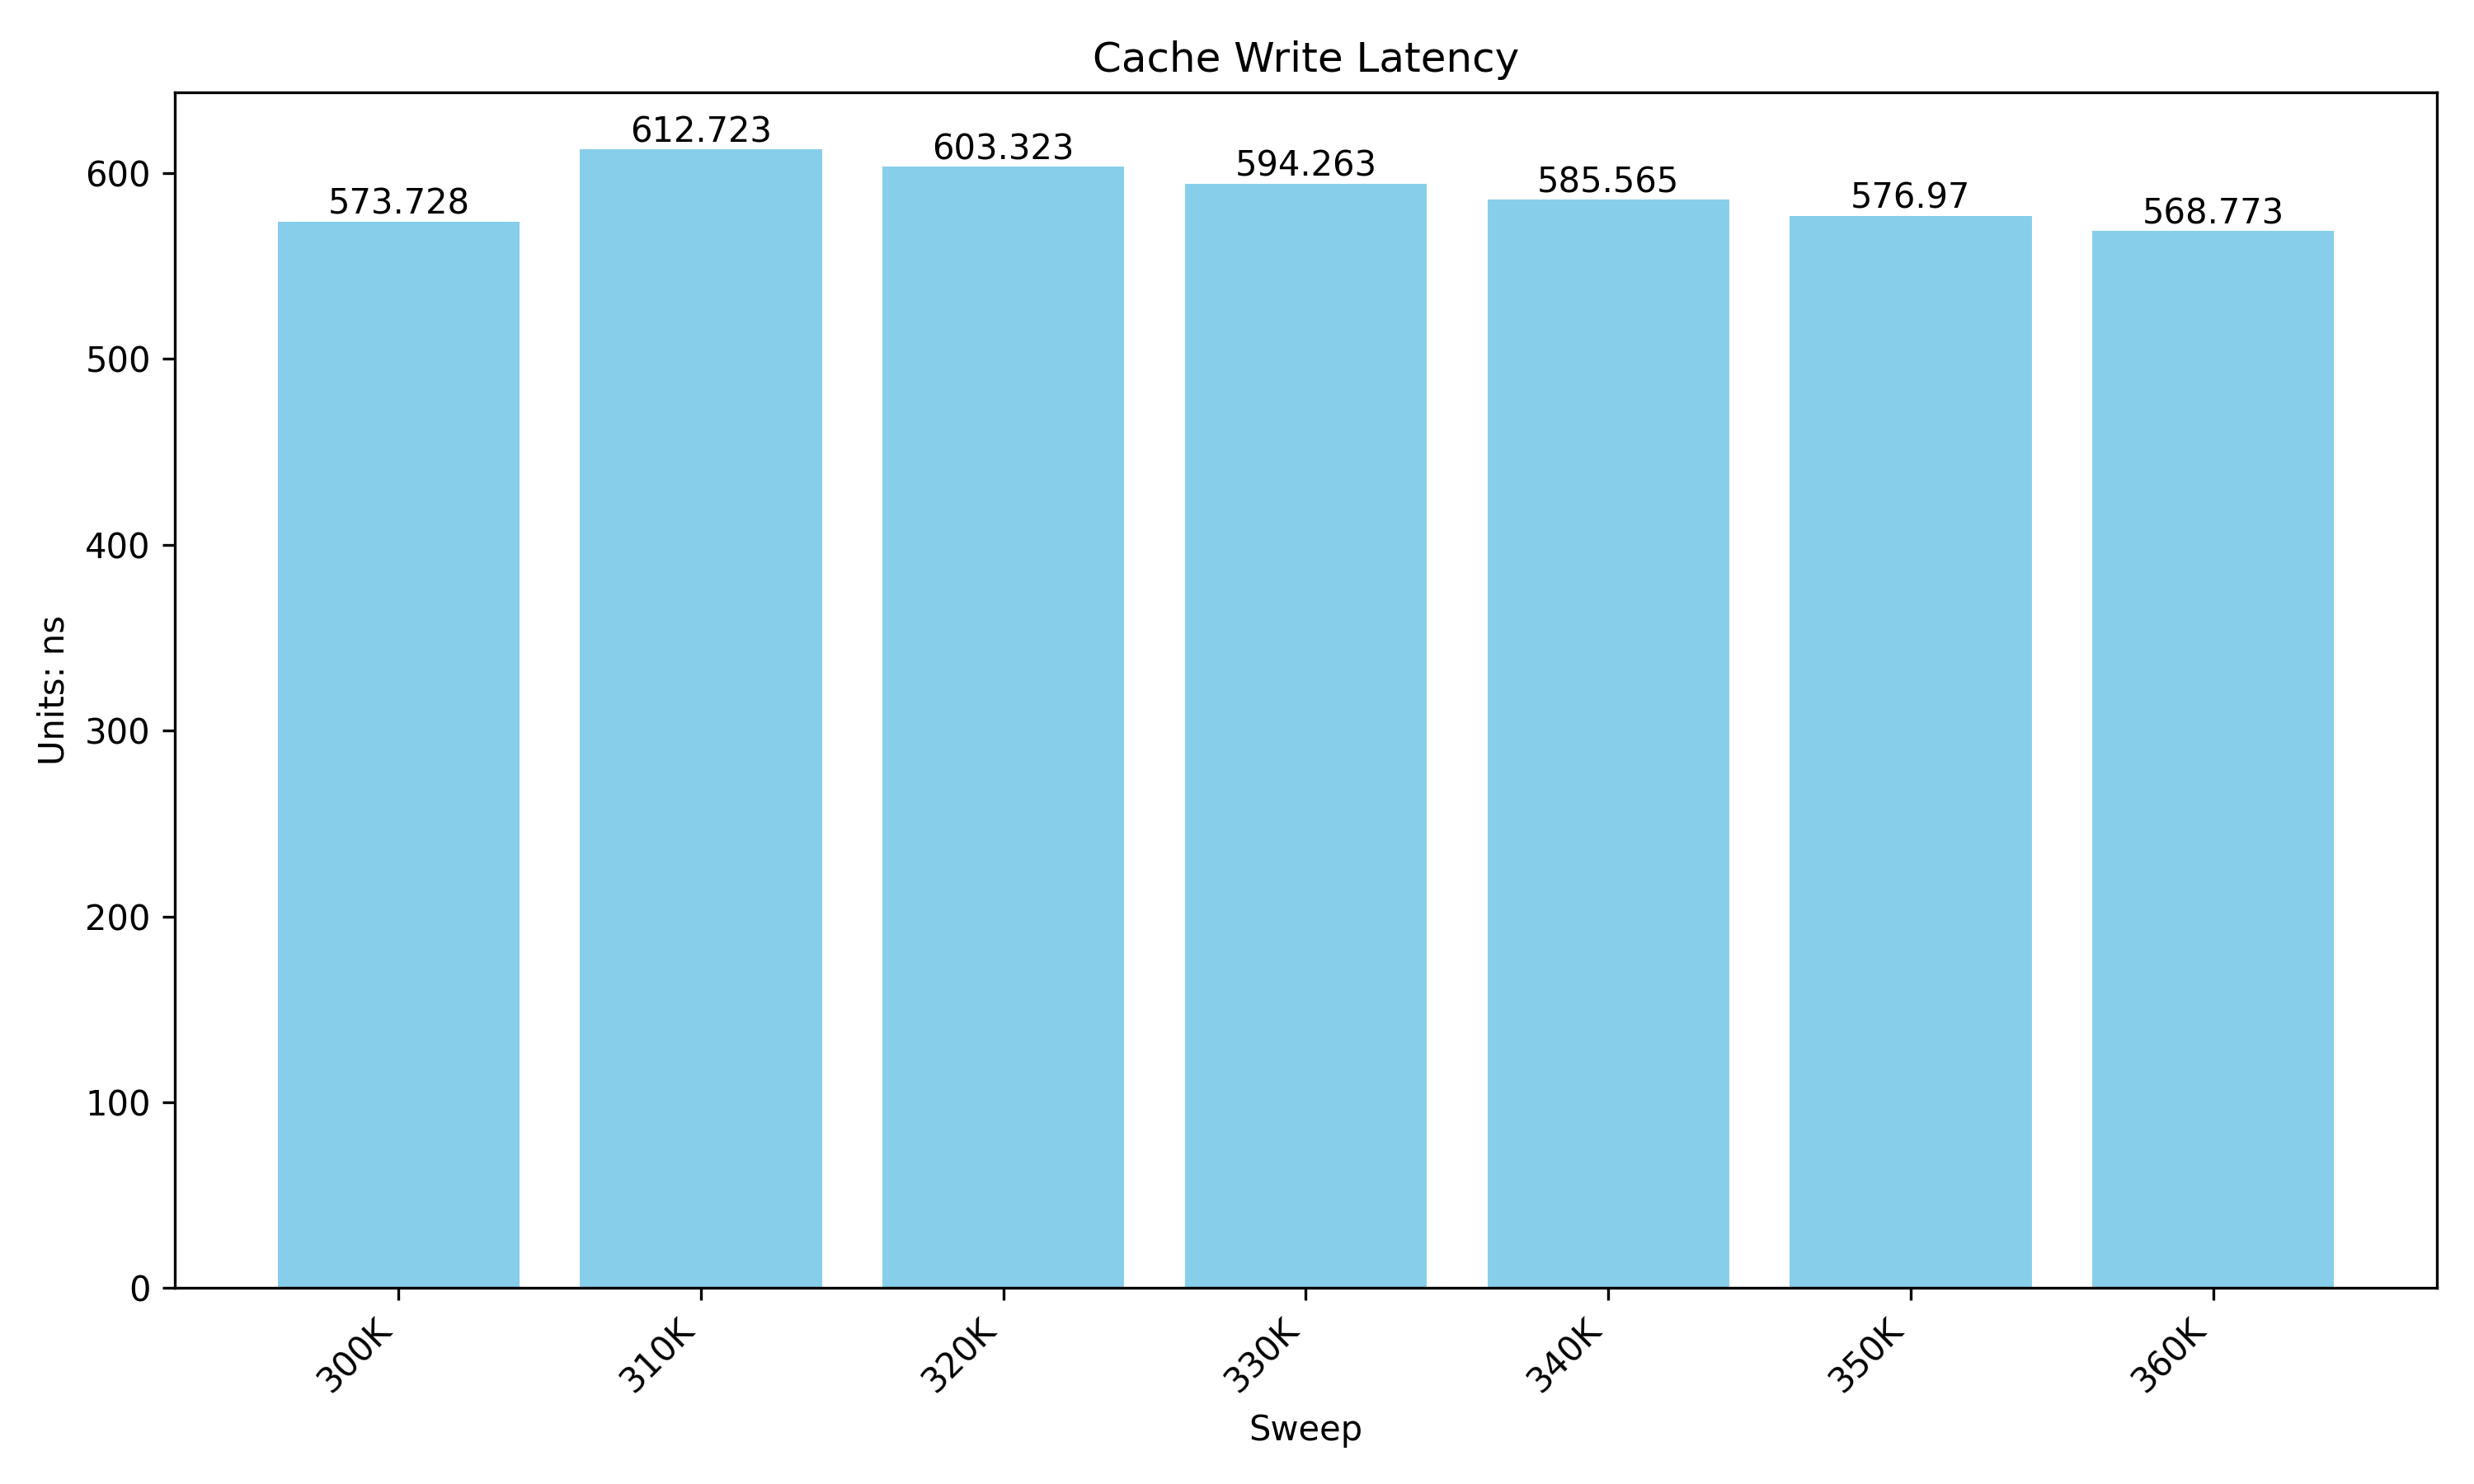 Cache Write Latency
612.723
603.323
594.263
585.565
576.97
573.728
568.773
600
500
400
300
200
100
0
Units: ns
300K
310K
320K
330K
340K
350K
360K
Sweep